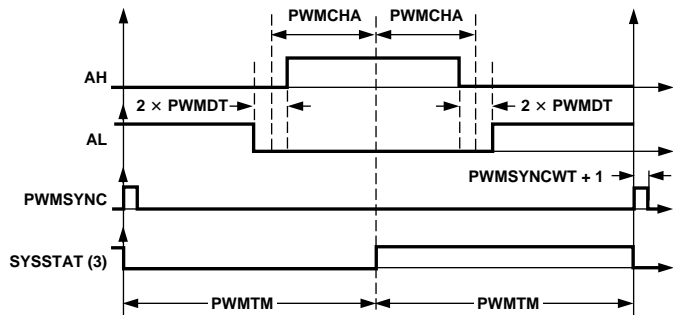 PWMCHA PWMCHA
AH
2 × PWMDT 2 × PWMDT
AL
PWMSYNCWT + 1
PWMSYNC
SYSSTAT (3)
PWMTM PWMTM